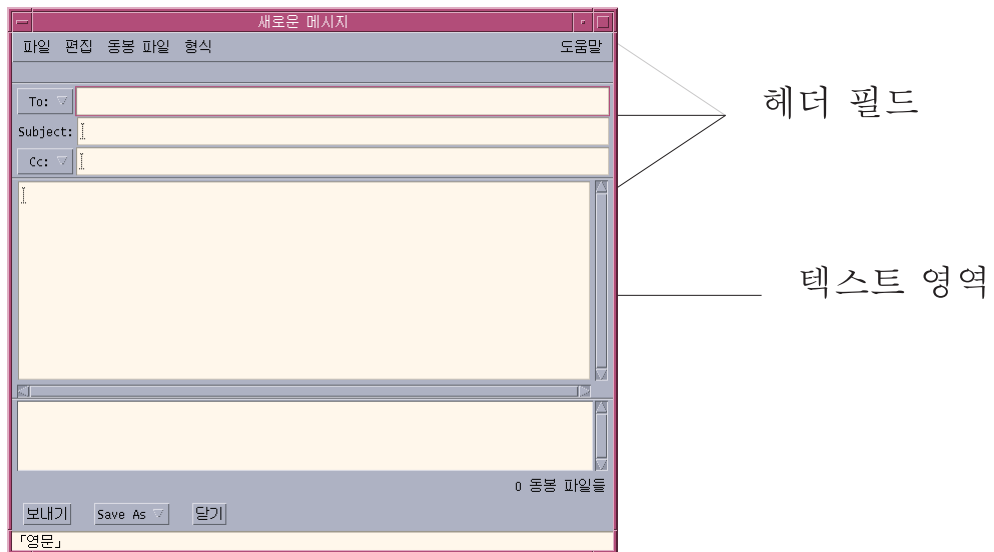 새로운 메시지
파일 편집 동봉 파일 형식 도움말
To:
헤더 필드
Subject:
Cc:
텍스트 영역
0 동봉 파일들
보내기 Save As 닫기
「영문」